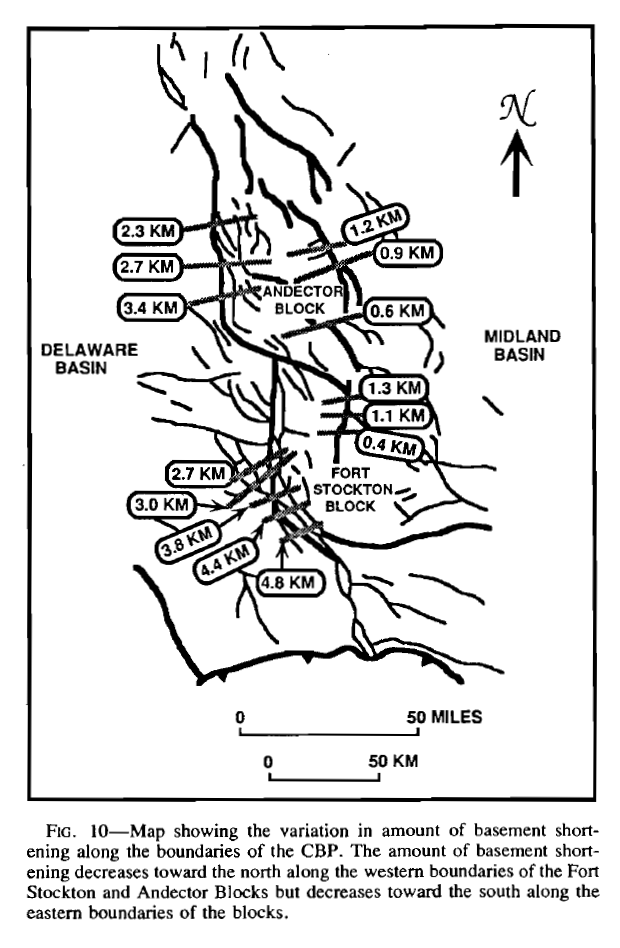 N
2.3 KM
1.2 KM
2.7 KM
0.9 KM
ANDECTOR
BLOCK
3.4 KM
0.6 KM
DELAWARE
BASIN
MIDLAND
BASIN
1.3 KM
1.1 KM
0.4 KM
2.7 KM
FORT
STOCKTON
BLOCK
3.0 KM
3.8 KM
4.4 KM
4.8 KM
0 50 MILES
0 50 KM
FIG. 10—Map showing the variation in amount of basement short-
ening along the boundaries of the CBP. The amount of basement short-
ening decreases toward the north along the western boundaries of the Fort
Stockton and Andector Blocks but decreases toward the south along the
eastern boundaries of the blocks.